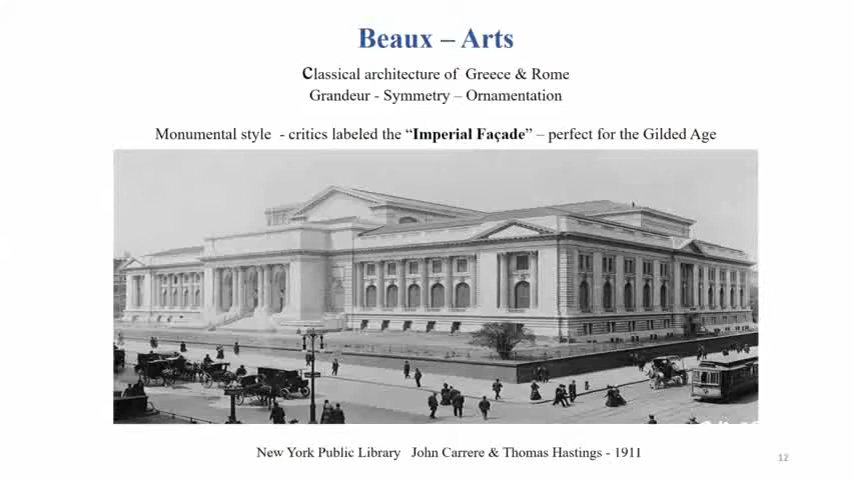 Beaux – Arts
Classical architecture of Greece & Rome
Grandeur - Symmetry – Ornamentation
Monumental style - critics labeled the “Imperial Façade” – perfect for the Gilded Age
New York Public Library John Carrere & Thomas Hastings - 1911
12